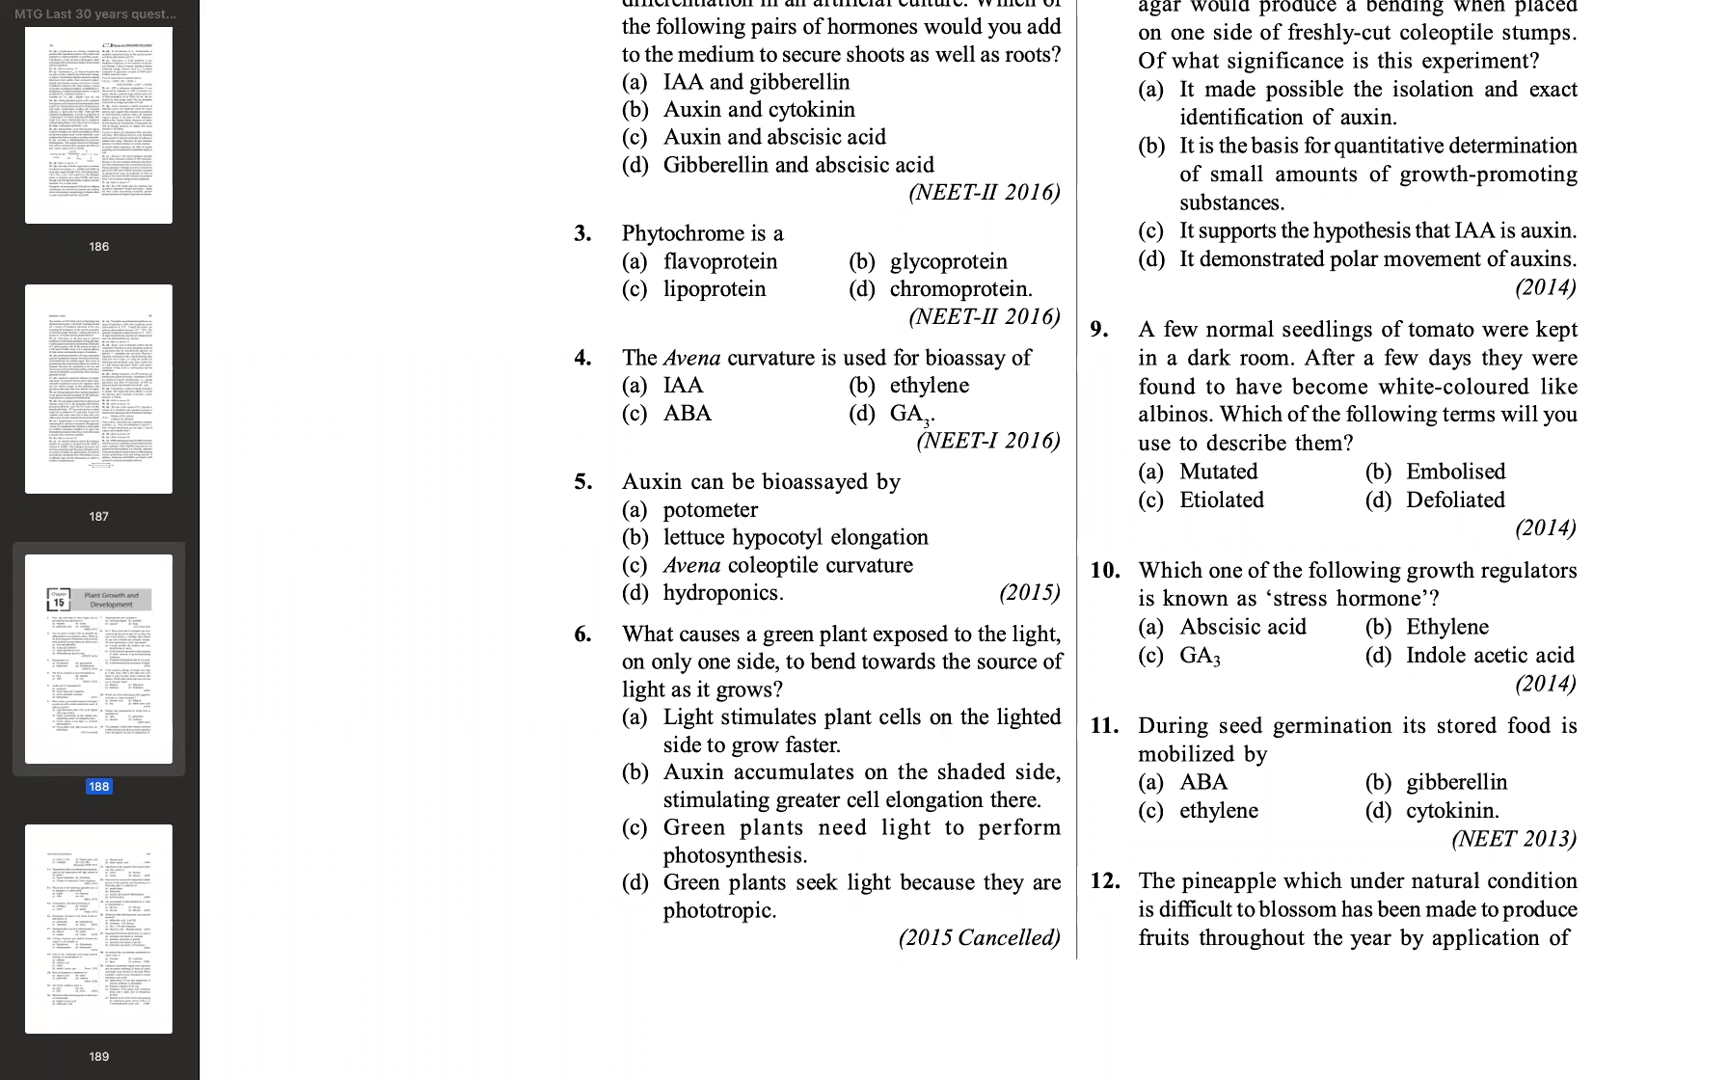 MTG Last 30 years quest...
186
187
Chapter
15
Plant Growth and
Development
188
189
the following pairs of hormones would you add
to the medium to secure shoots as well as roots?
(a) IAA and gibberellin
(b) Auxin and cytokinin
(c) Auxin and abscisic acid
(d) Gibberellin and abscisic acid
(NEET-II 2016)
3. Phytochrome is a
(a) flavoprotein (b) glycoprotein
(c) lipoprotein (d) chromoprotein.
(NEET-II 2016)
4. The Avena curvature is used for bioassay of
(a) IAA (b) ethylene
(c) ABA (d) GA₃.
(NEET-I 2016)
5. Auxin can be bioassayed by
(a) potometer
(b) lettuce hypocotyl elongation
(c) Avena coleoptile curvature
(d) hydroponics. (2015)
6. What causes a green plant exposed to the light,
on only one side, to bend towards the source of
light as it grows?
(a) Light stimulates plant cells on the lighted
side to grow faster.
(b) Auxin accumulates on the shaded side,
stimulating greater cell elongation there.
(c) Green plants need light to perform
photosynthesis.
(d) Green plants seek light because they are
phototropic.
(2015 Cancelled)
agar would produce a bending when placed
on one side of freshly-cut coleoptile stumps.
Of what significance is this experiment?
(a) It made possible the isolation and exact
identification of auxin.
(b) It is the basis for quantitative determination
of small amounts of growth-promoting
substances.
(c) It supports the hypothesis that IAA is auxin.
(d) It demonstrated polar movement of auxins.
(2014)
9. A few normal seedlings of tomato were kept
in a dark room. After a few days they were
found to have become white-coloured like
albinos. Which of the following terms will you
use to describe them?
(a) Mutated (b) Embolised
(c) Etiolated (d) Defoliated
(2014)
10. Which one of the following growth regulators
is known as ‘stress hormone’?
(a) Abscisic acid (b) Ethylene
(c) GA₃ (d) Indole acetic acid
(2014)
11. During seed germination its stored food is
mobilized by
(a) ABA (b) gibberellin
(c) ethylene (d) cytokinin.
(NEET 2013)
12. The pineapple which under natural condition
is difficult to blossom has been made to produce
fruits throughout the year by application of